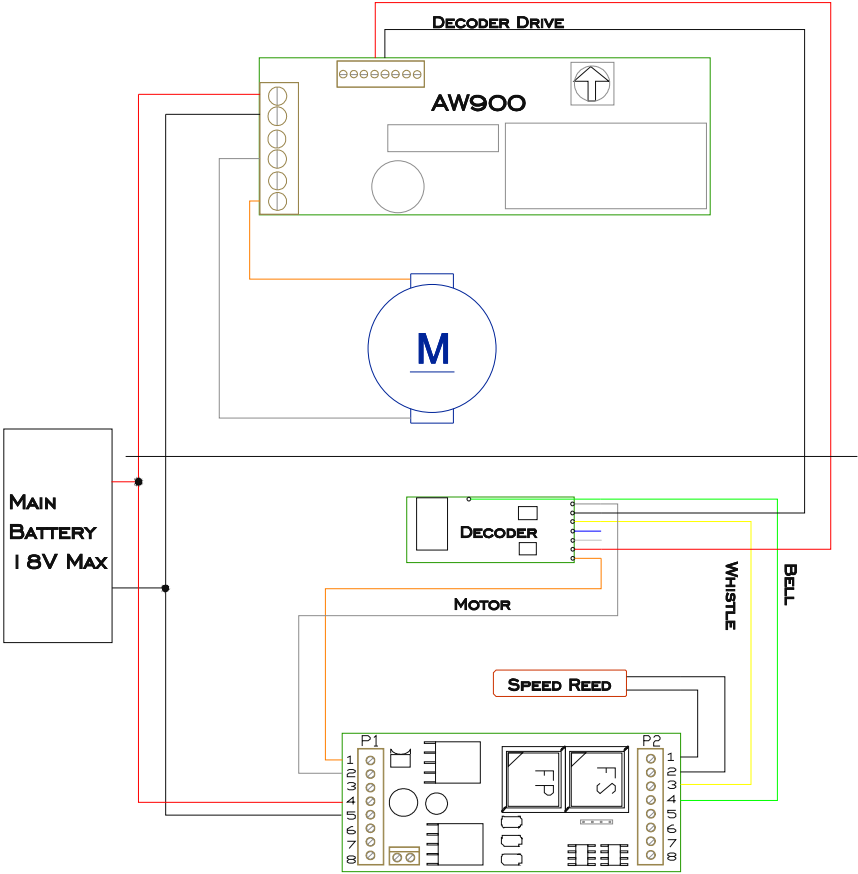 DECODER DRIVE
AW900
M
MAIN
BATTERY
18V MAX
DECODER
MOTOR
WHISTLE
BELL
SPEED REED
P1
P2
1
2
3
4
5
6
7
8
FP
FS
1
2
3
4
5
6
7
8